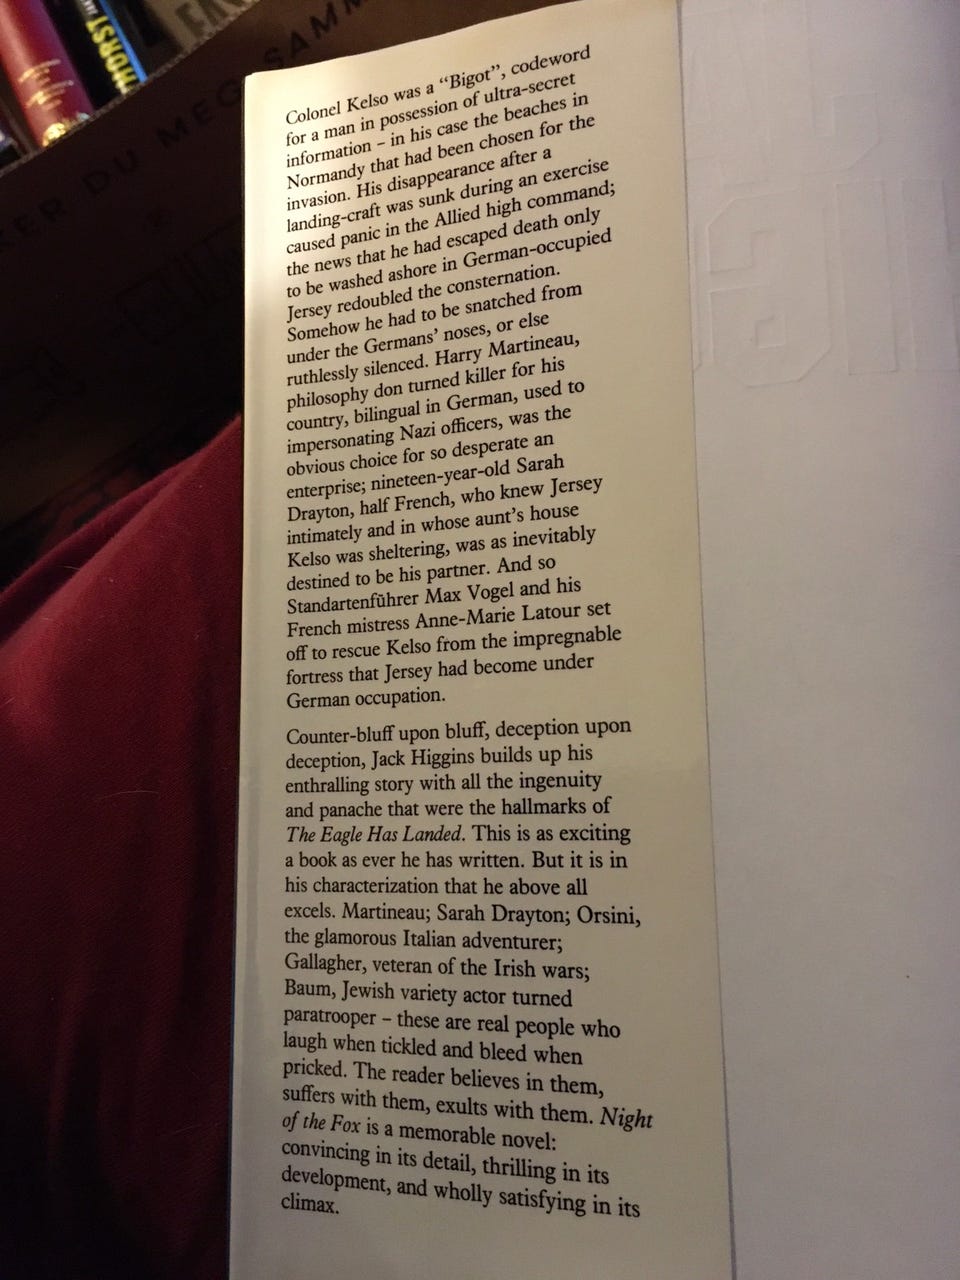 HORST
KER DU MEG SAMM
Colonel Kelso was a “Bigot”, codeword
for a man in possession of ultra-secret
information – in his case the beaches in
Normandy that had been chosen for the
invasion. His disappearance after a
landing-craft was sunk during an exercise
caused panic in the Allied high command;
the news that he had escaped death only
to be washed ashore in German-occupied
Jersey redoubled the consternation.
Somehow he had to be snatched from
under the Germans’ noses, or else
ruthlessly silenced. Harry Martineau,
philosophy don turned killer for his
country, bilingual in German, used to
impersonating Nazi officers, was the
obvious choice for so desperate an
enterprise; nineteen-year-old Sarah
Drayton, half French, who knew Jersey
intimately and in whose aunt’s house
Kelso was sheltering, was as inevitably
destined to be his partner. And so
Standartenführer Max Vogel and his
French mistress Anne-Marie Latour set
off to rescue Kelso from the impregnable
fortress that Jersey had become under
German occupation.
Counter-bluff upon bluff, deception upon
deception, Jack Higgins builds up his
enthralling story with all the ingenuity
and panache that were the hallmarks of
The Eagle Has Landed. This is as exciting
a book as ever he has written. But it is in
his characterization that he above all
excels. Martineau; Sarah Drayton; Orsini,
the glamorous Italian adventurer;
Gallagher, veteran of the Irish wars;
Baum, Jewish variety actor turned
paratrooper – these are real people who
laugh when tickled and bleed when
pricked. The reader believes in them,
suffers with them, exults with them. Night
of the Fox is a memorable novel:
convincing in its detail, thrilling in its
development, and wholly satisfying in its
climax.